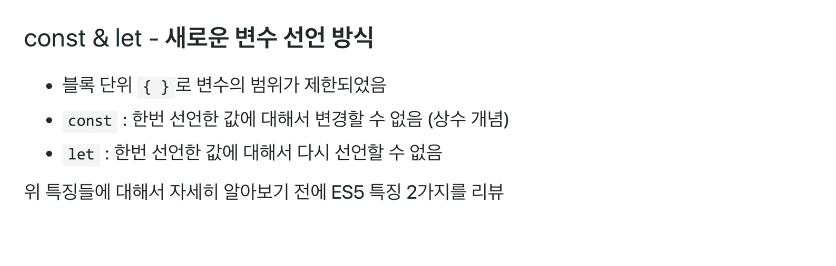 const & let - 새로운 변수 선언 방식
• 블록 단위 { } 로 변수의 범위가 제한되었음
• const : 한번 선언한 값에 대해서 변경할 수 없음 (상수 개념)
• let : 한번 선언한 값에 대해서 다시 선언할 수 없음
위 특징들에 대해서 자세히 알아보기 전에 ES5 특징 2가지를 리뷰